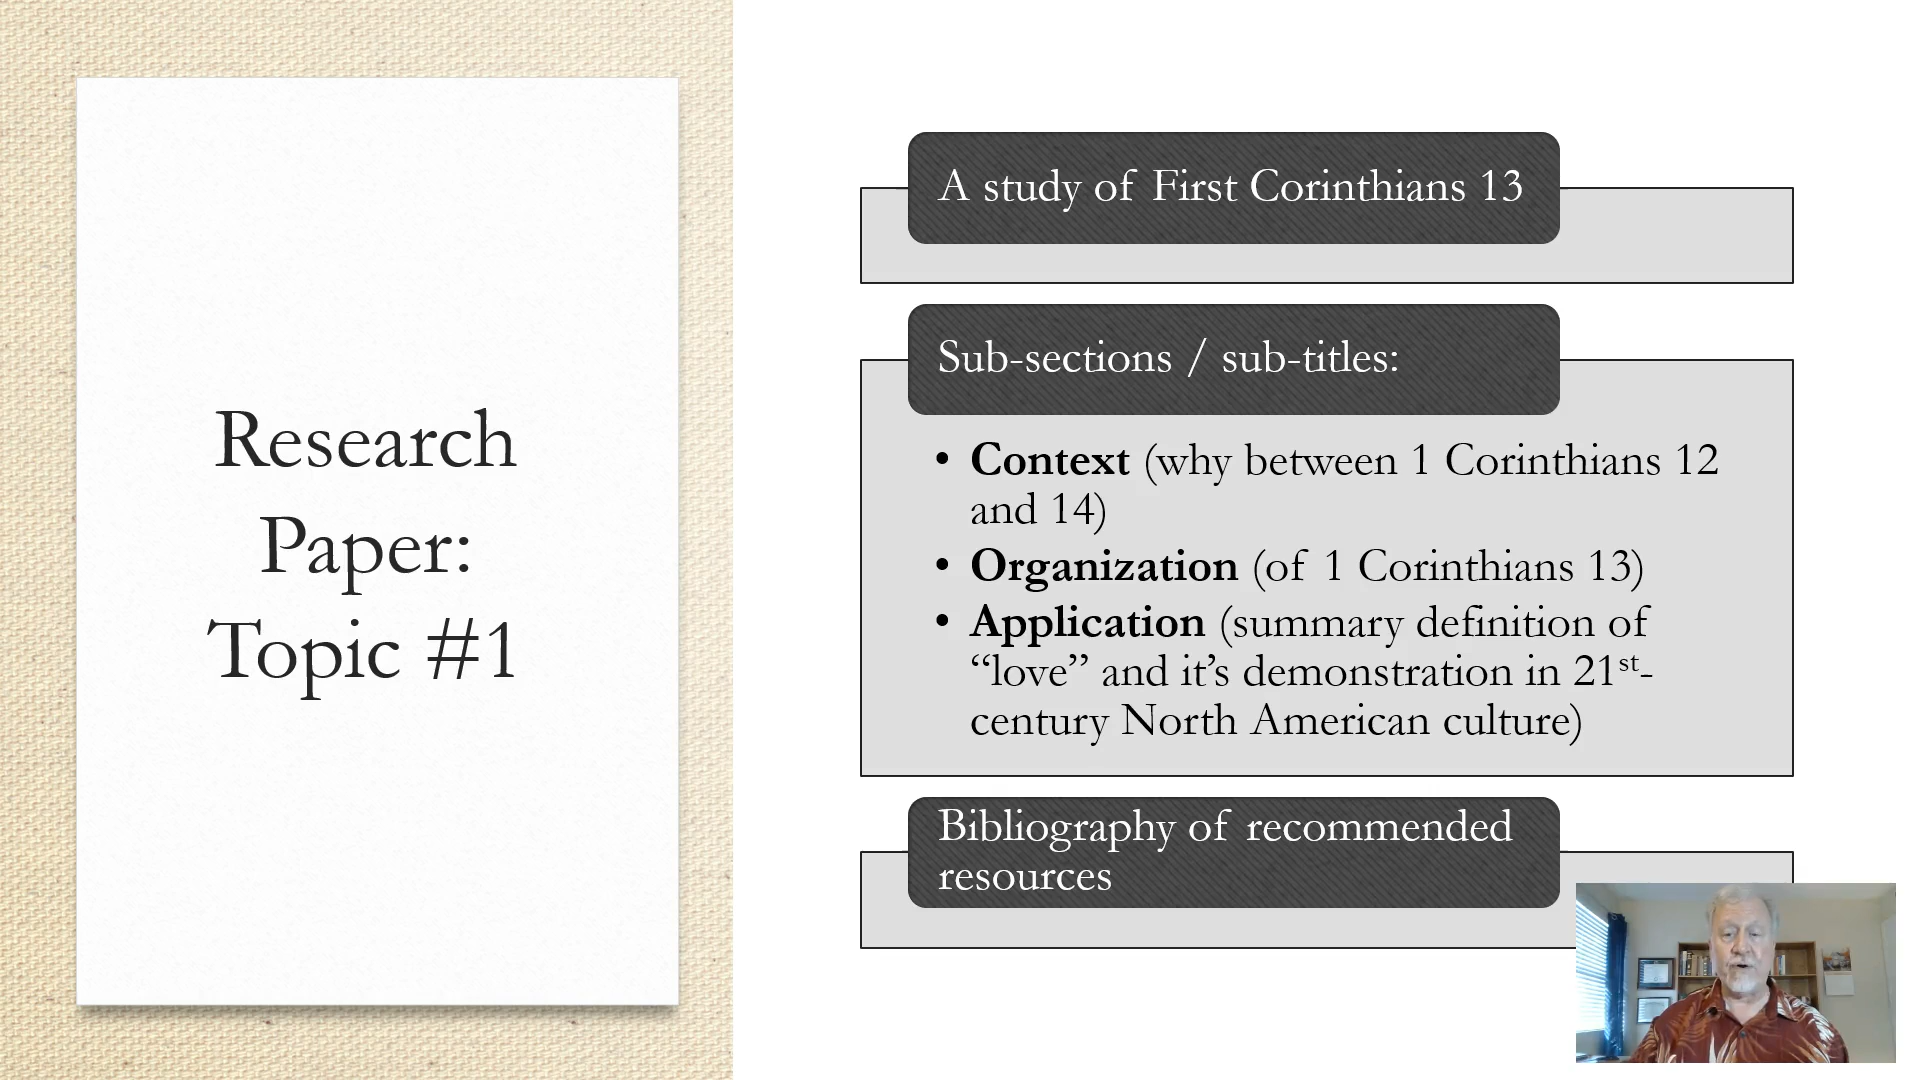 Research
Paper:
Topic #1
A study of First Corinthians 13
Sub-sections / sub-titles:
• Context (why between 1 Corinthians 12
and 14)
• Organization (of 1 Corinthians 13)
• Application (summary definition of
“love” and it’s demonstration in 21st-
century North American culture)
Bibliography of recommended
resources